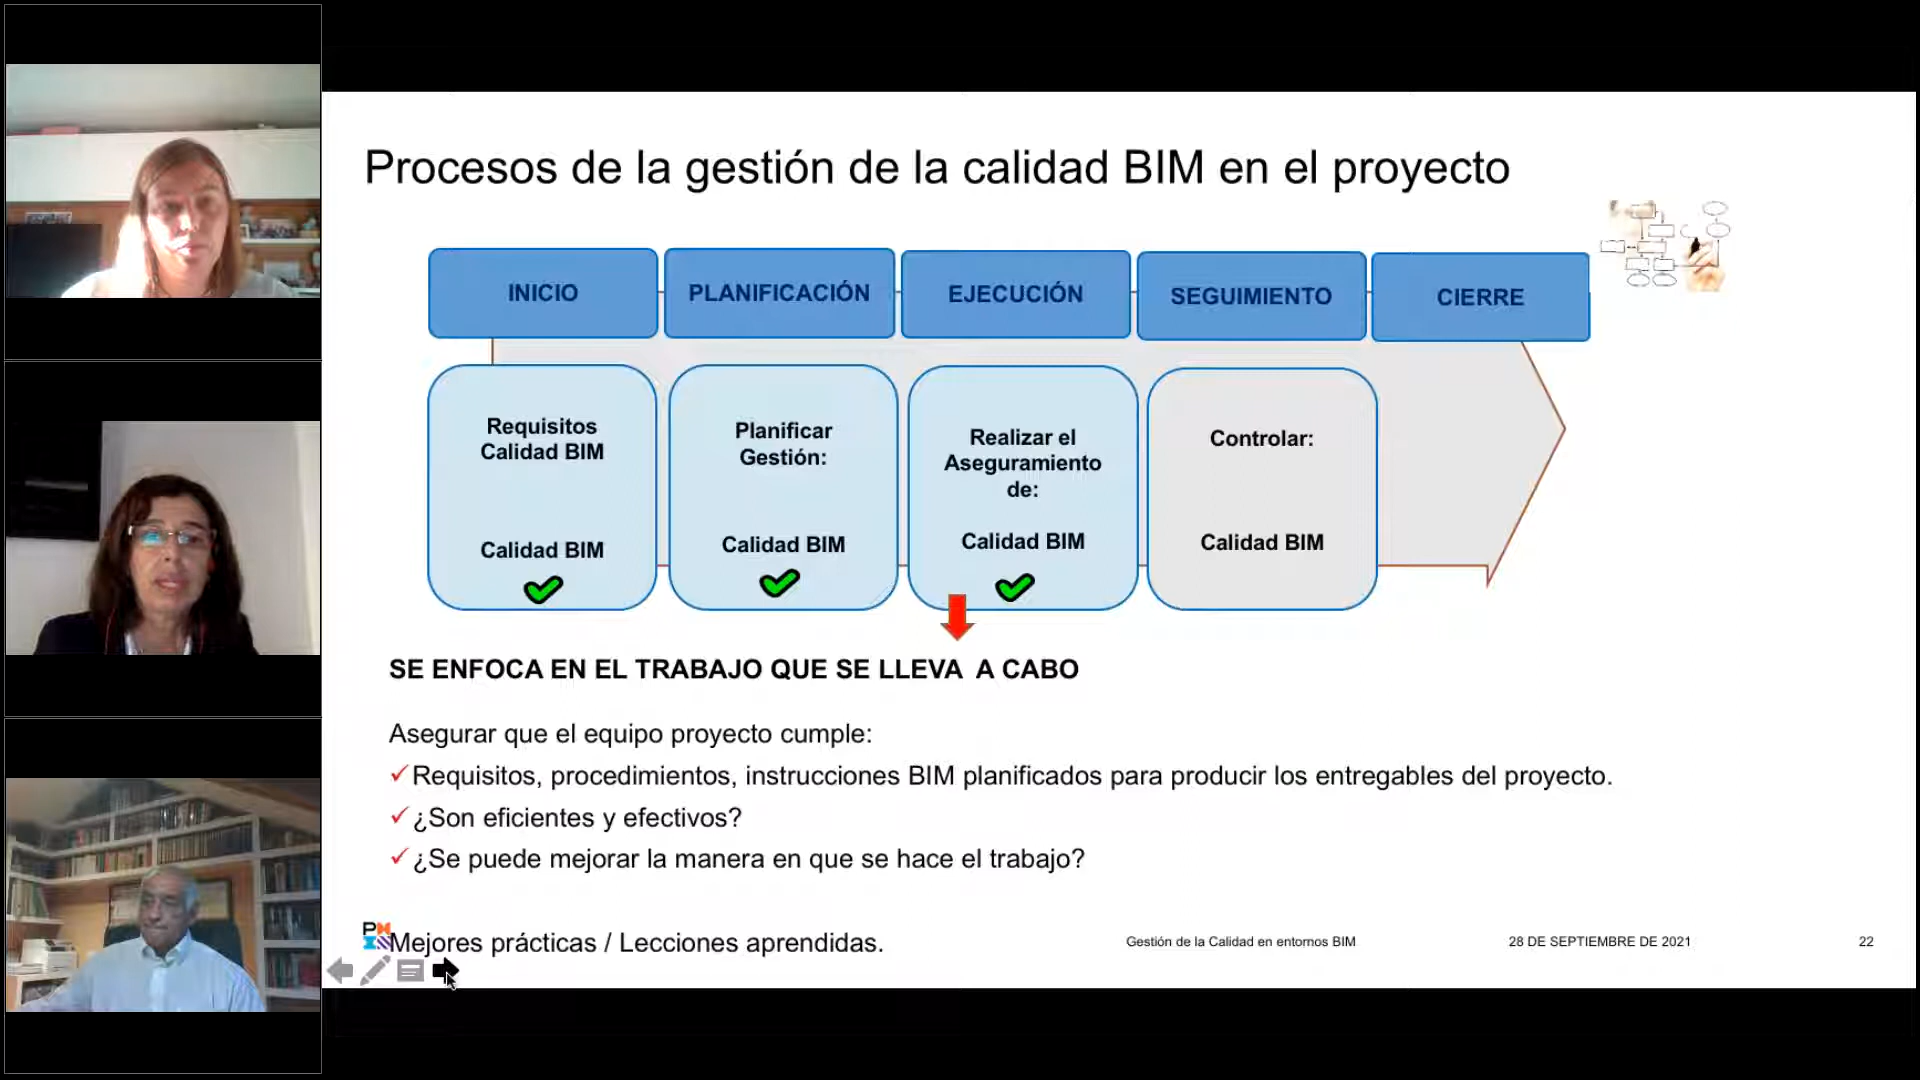 Procesos de la gestión de la calidad BIM en el proyecto
INICIO
PLANIFICACIÓN
EJECUCIÓN
SEGUIMIENTO
CIERRE
Requisitos
Calidad BIM
Calidad BIM
Planificar
Gestión:
Calidad BIM
Realizar el
Aseguramiento
de:
Calidad BIM
Controlar:
Calidad BIM
SE ENFOCA EN EL TRABAJO QUE SE LLEVA A CABO
Asegurar que el equipo proyecto cumple:
✓Requisitos, procedimientos, instrucciones BIM planificados para producir los entregables del proyecto.
✓¿Son eficientes y efectivos?
✓¿Se puede mejorar la manera en que se hace el trabajo?
Mejores prácticas / Lecciones aprendidas.
Gestión de la Calidad en entornos BIM
28 DE SEPTIEMBRE DE 2021
22